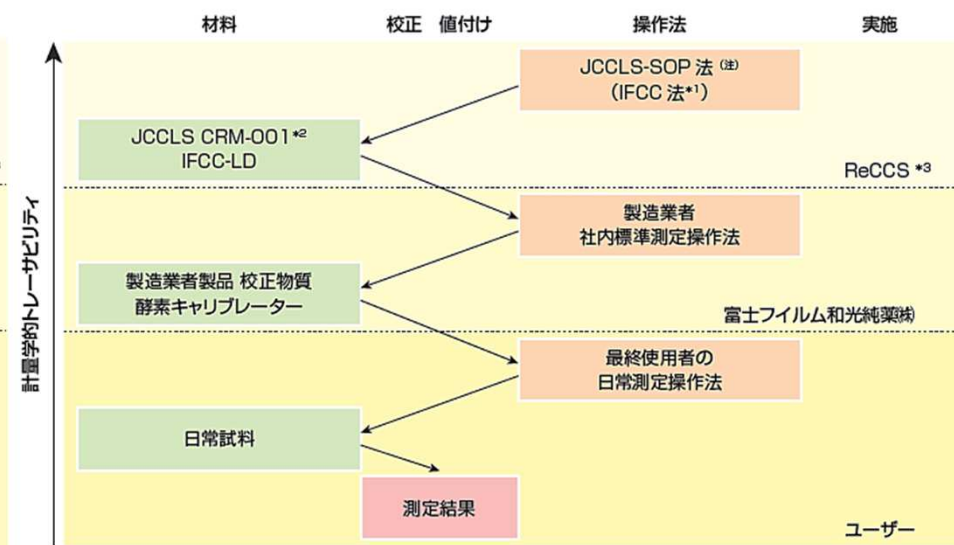 材料 校正 値付け 操作法 実施
JCCLS-SOP 法 (注)
（IFCC 法*1）
JCCLS CRM-001*2
IFCC-LD
ReCCS *3
製造業者
社内標準測定操作法
製造業者製品 校正物質
酵素キャリブレーター
富士フイルム和光純薬㈱
最終使用者の
日常測定操作法
日常試料
測定結果
ユーザー
計量学的トレーサビリティ